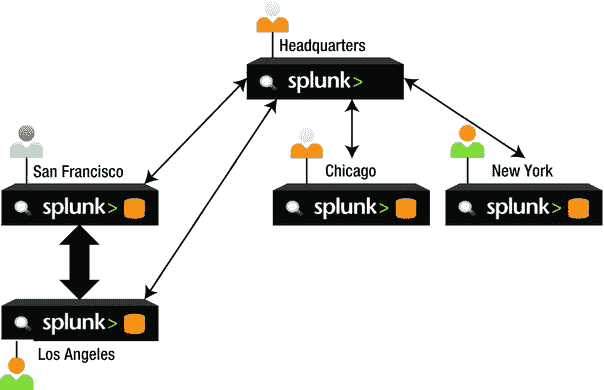 Headquarters
splunk>
San Francisco
splunk>
Chicago
splunk>
New York
splunk>
splunk>
Los Angeles